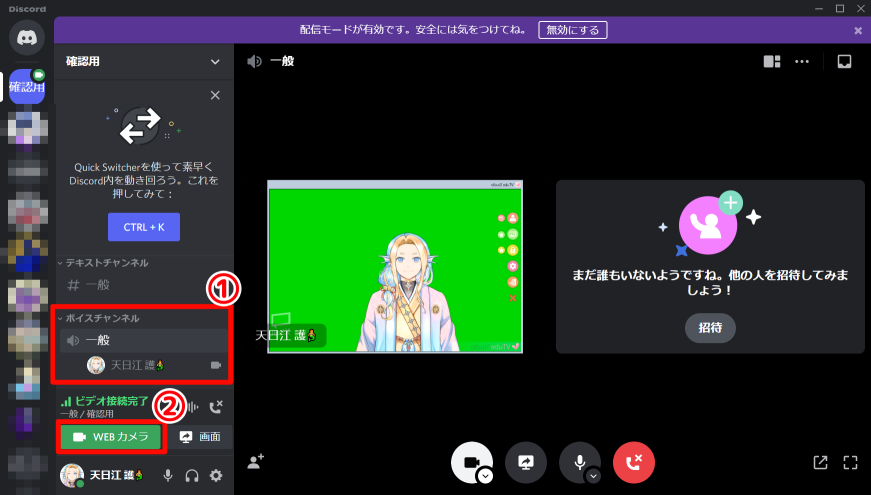 Discord
配信モードが有効です。安全には気をつけてね。 無効にする
確認用
確認用
一般
Quick Switcherを使って素早く
Discord内を動き回ろう。これを
押してみて：
CTRL + K
テキストチャンネル
# 一般
①
ボイスチャンネル
一般
天日江 護
ビデオ接続完了
一般 / 確認用
②
WEB カメラ
画面
天日江 護
天日江 護
まだ誰もいないようですね。他の人を招待してみま
しょう！
招待